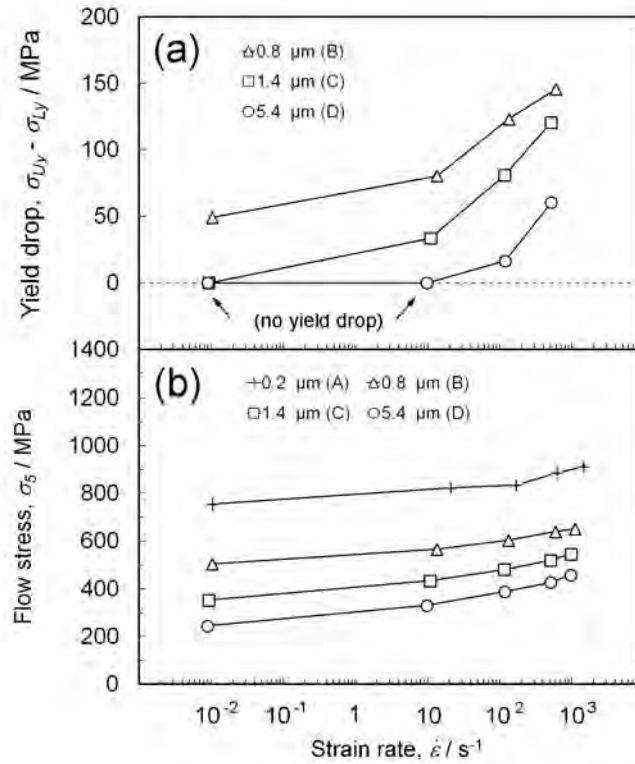 200
(a)
△0.8 µm (B)
□1.4 µm (C)
○5.4 µm (D)
150
100
50
0
(no yield drop)
Yield drop, σUy - σLy / MPa
1400
(b)
+0.2 µm (A) △0.8 µm (B)
□1.4 µm (C) ○5.4 µm (D)
1200
1000
800
600
400
200
0
Flow stress, σ5 / MPa
10-2 10-1 1 10 102 103
Strain rate, ε̇ / s-1